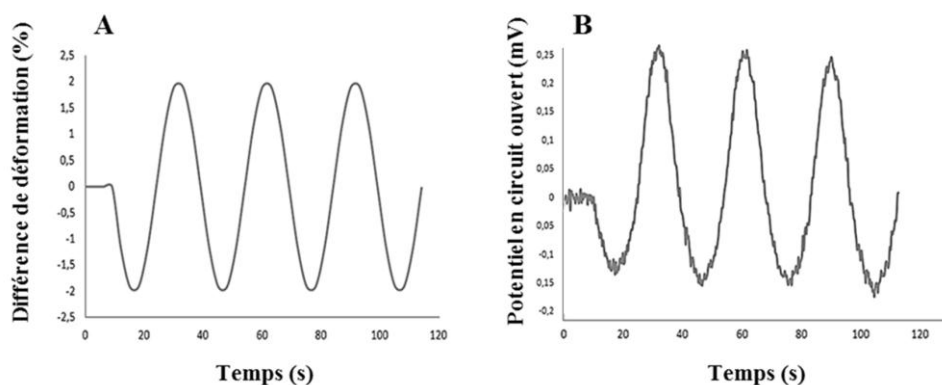 A
Différence de déformation (%)
2,5
2
1,5
1
0,5
0
-0,5
-1
-1,5
-2
-2,5
0 20 40 60 80 100 120
Temps (s)
B
Potentiel en circuit ouvert (mV)
0,25
0,2
0,15
0,1
0,05
0
0,05
-0,1
0,15
-0,2
0 20 40 60 80 100 120
Temps (s)